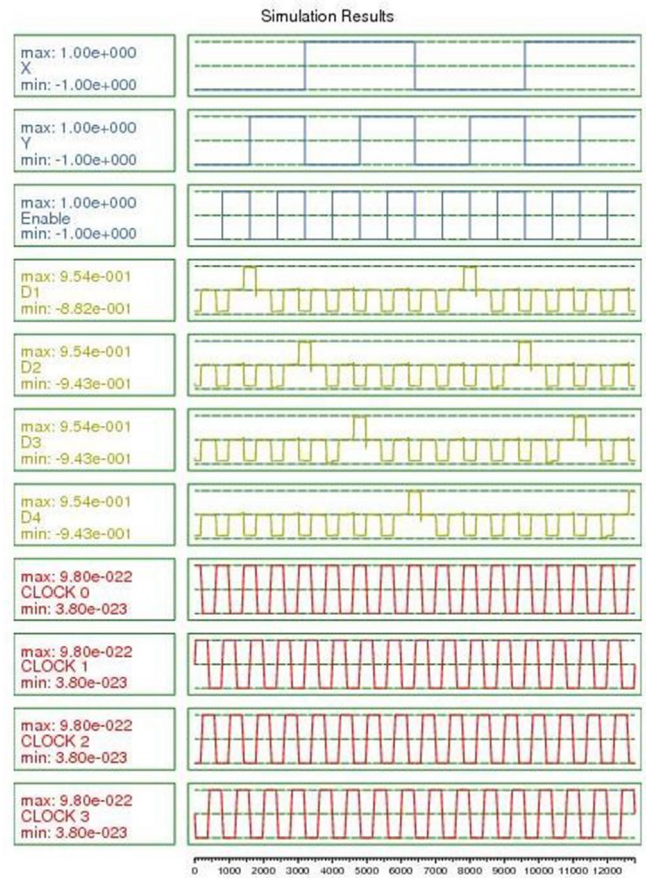 Simulation Results
max: 1.00e+000
X
min: -1.00e+000
max: 1.00e+000
Y
min: -1.00e+000
max: 1.00e+000
Enable
min: -1.00e+000
max: 9.54e-001
D1
min: -8.82e-001
max: 9.54e-001
D2
min: -9.43e-001
max: 9.54e-001
D3
min: -9.43e-001
max: 9.54e-001
D4
min: -9.43e-001
max: 9.80e-022
CLOCK 0
min: 3.80e-023
max: 9.80e-022
CLOCK 1
min: 3.80e-023
max: 9.80e-022
CLOCK 2
min: 3.80e-023
max: 9.80e-022
CLOCK 3
min: 3.80e-023
0 1000 2000 3000 4000 5000 6000 7000 8000 9000 10000 11000 12000